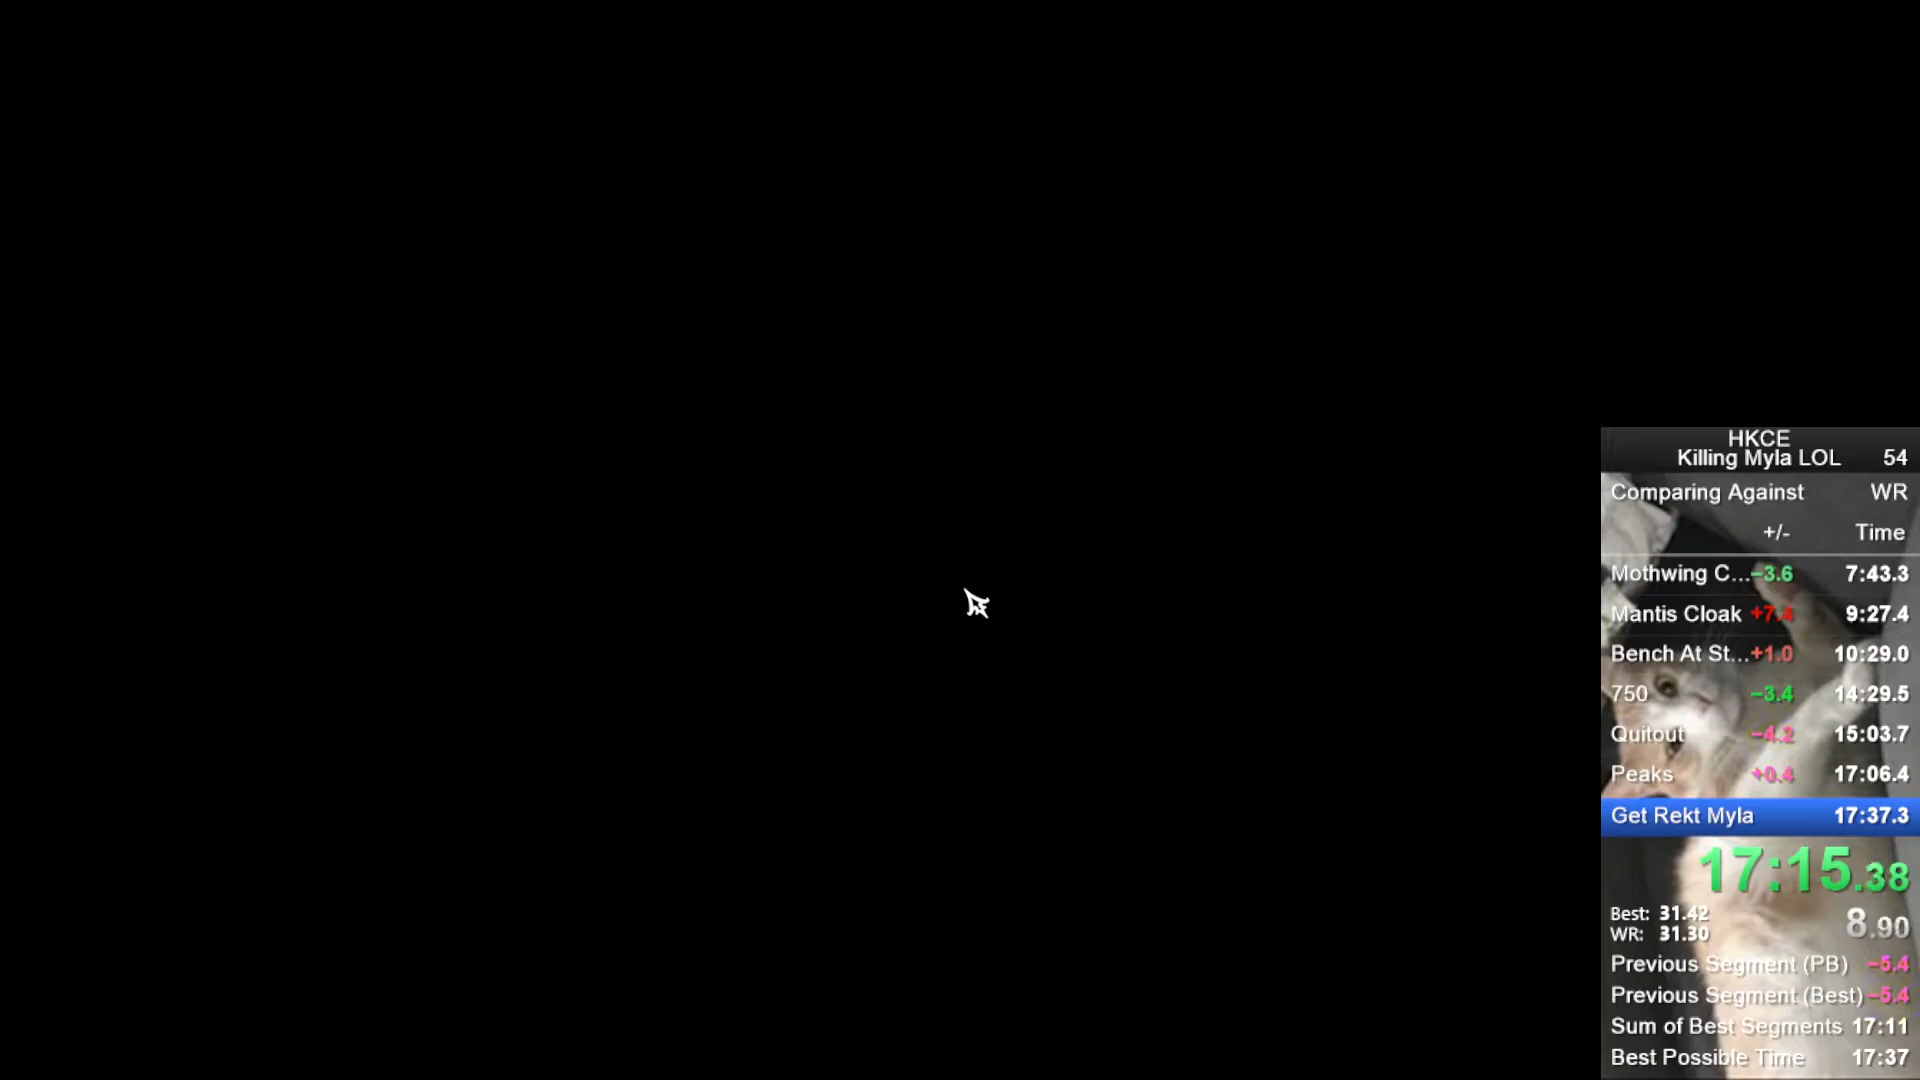 HKCE
Killing Myla LOL 54
Comparing Against WR
+/- Time
Mothwing C... −3.6 7:43.3
Mantis Cloak +7.4 9:27.4
Bench At St... +1.0 10:29.0
750 −3.4 14:29.5
Quitout −4.2 15:03.7
Peaks +0.4 17:06.4
Get Rekt Myla 17:37.3
17:15.38
Best: 31.42 8.90
WR: 31.30
Previous Segment (PB) −5.4
Previous Segment (Best) −5.4
Sum of Best Segments 17:11
Best Possible Time 17:37